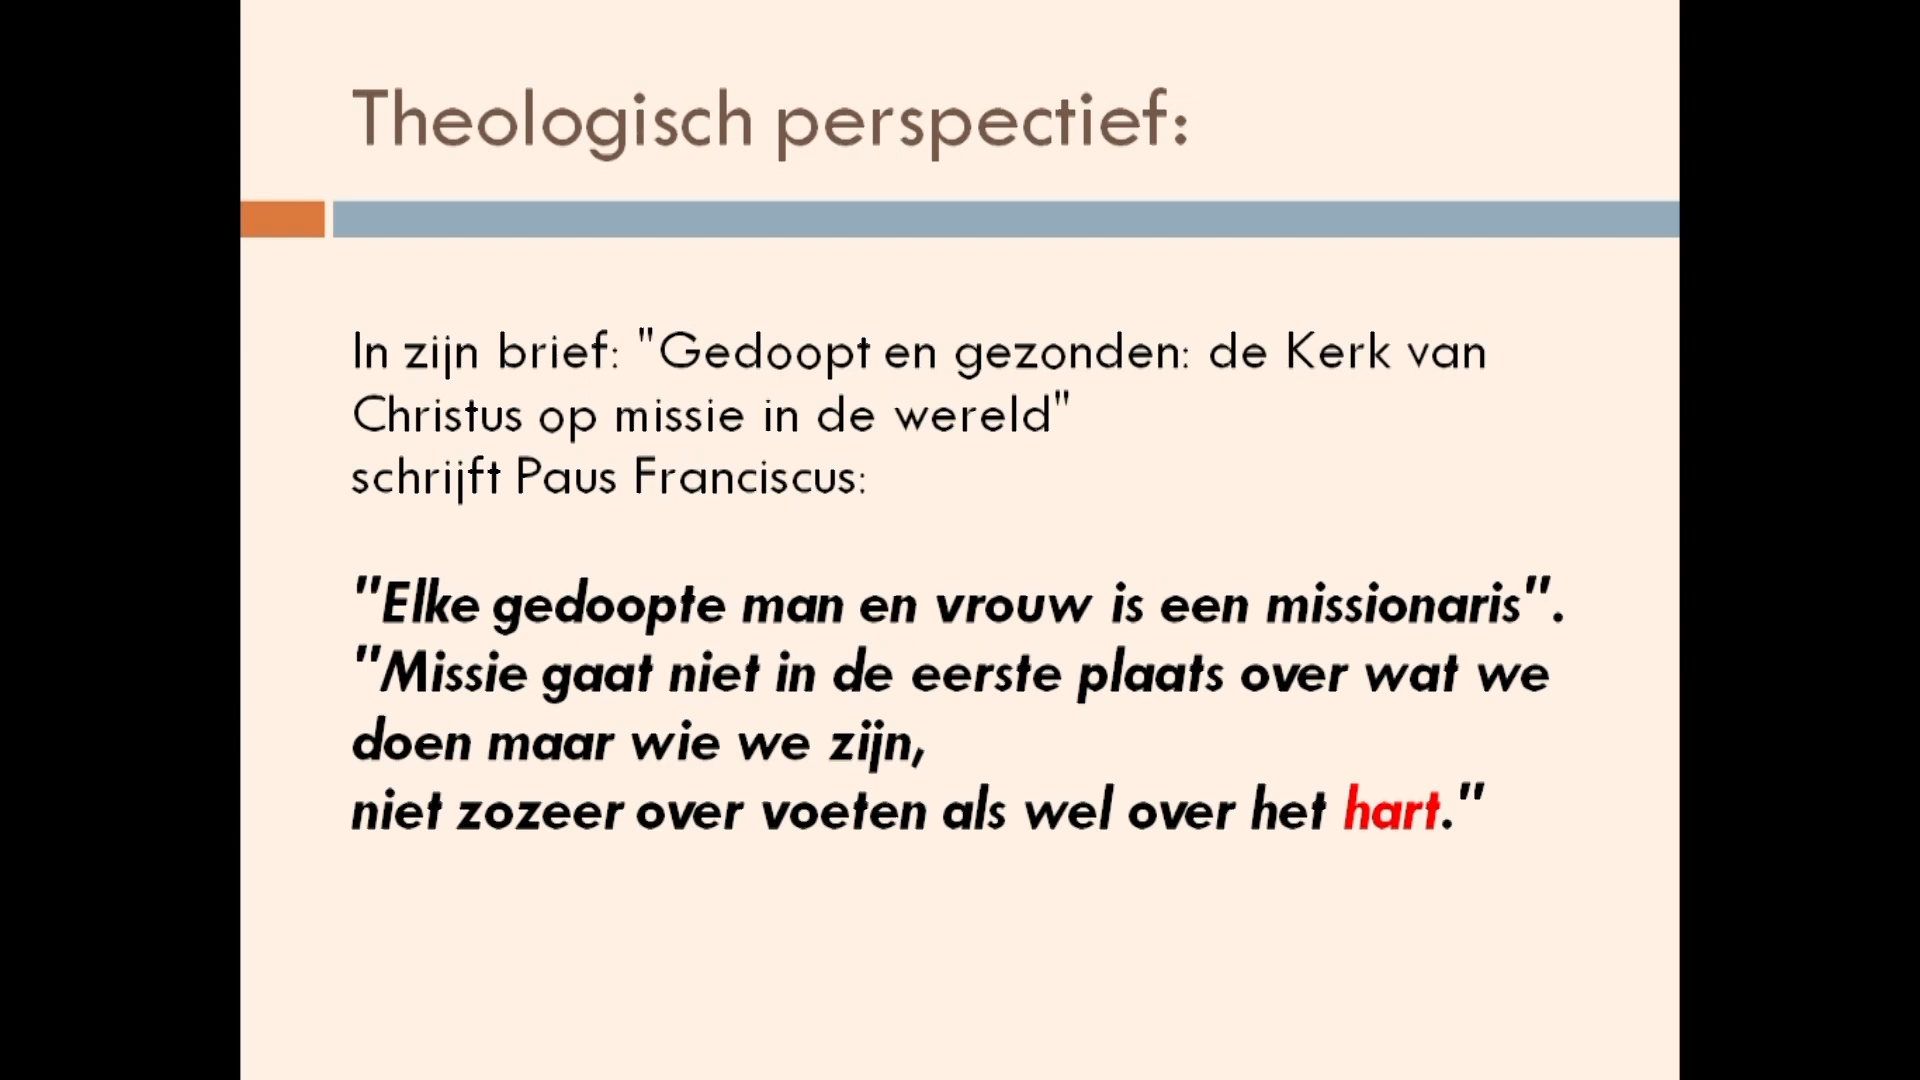 Theologisch perspectief:
In zijn brief: "Gedoopt en gezonden: de Kerk van
Christus op missie in de wereld"
schrijft Paus Franciscus:
"Elke gedoopte man en vrouw is een missionaris".
"Missie gaat niet in de eerste plaats over wat we
doen maar wie we zijn,
niet zozeer over voeten als wel over het hart."